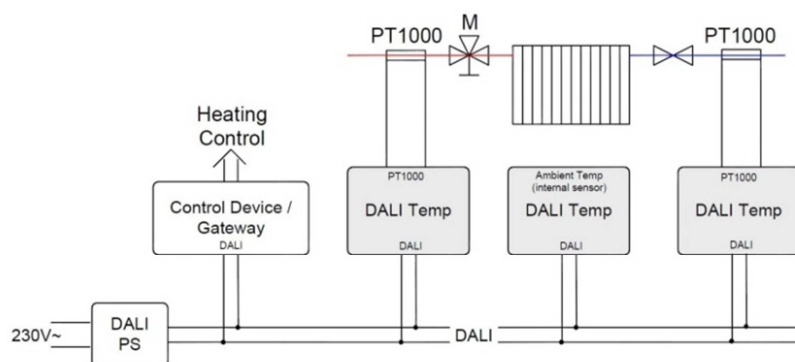 PT1000
M
PT1000
Heating
Control
PT1000
DALI Temp
DALI
Ambient Temp
(internal sensor)
DALI Temp
DALI
PT1000
DALI Temp
DALI
Control Device /
Gateway
DALI
230V~
DALI
PS
DALI